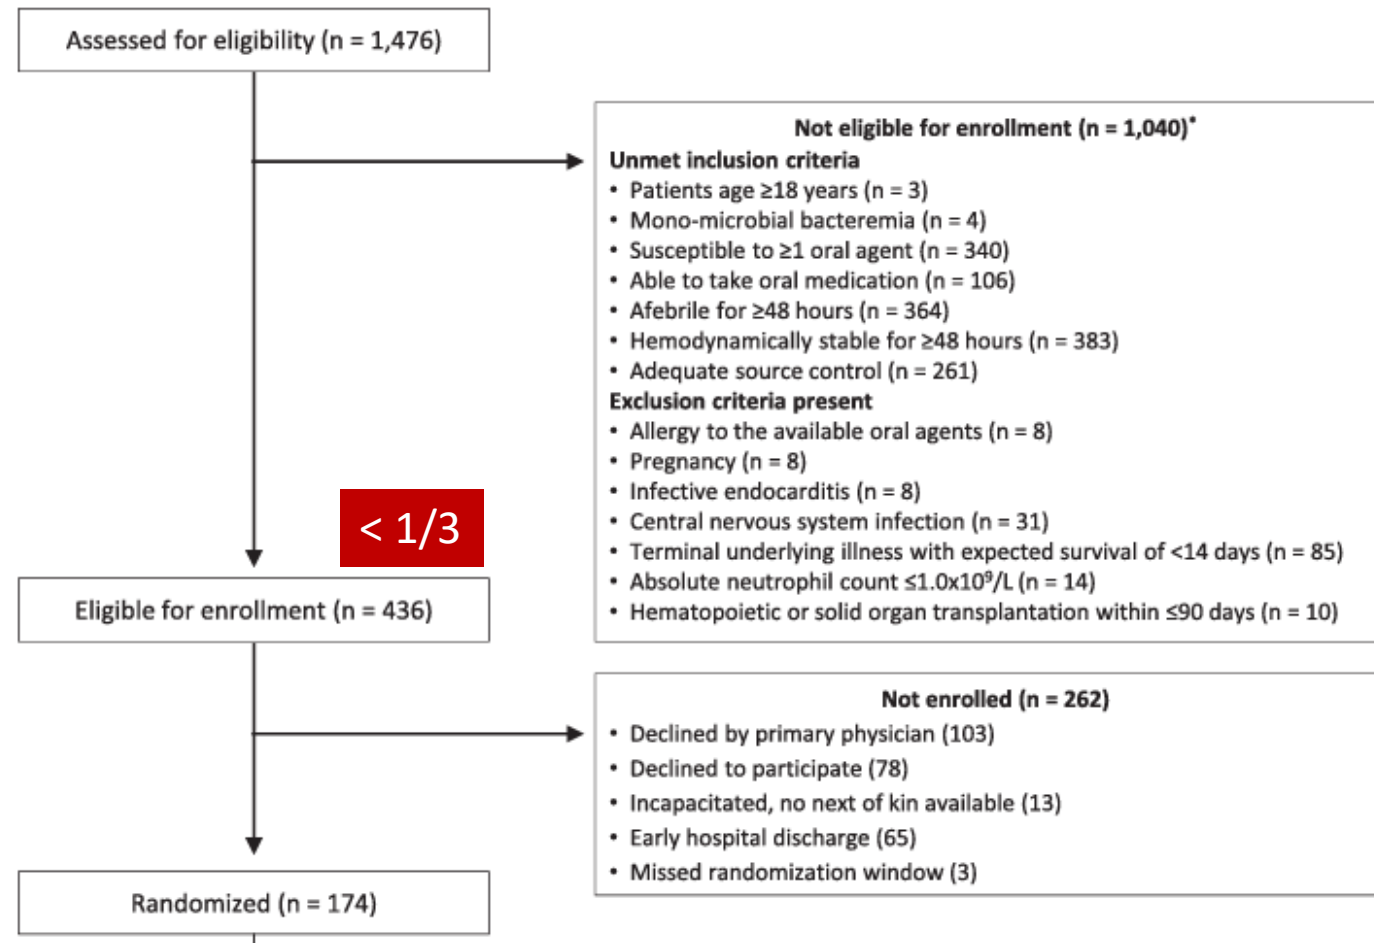 Assessed for eligibility (n = 1,476)
Not eligible for enrollment (n = 1,040)*
Unmet inclusion criteria
• Patients age ≥18 years (n = 3)
• Mono-microbial bacteremia (n = 4)
• Susceptible to ≥1 oral agent (n = 340)
• Able to take oral medication (n = 106)
• Afebrile for ≥48 hours (n = 364)
• Hemodynamically stable for ≥48 hours (n = 383)
• Adequate source control (n = 261)
Exclusion criteria present
• Allergy to the available oral agents (n = 8)
• Pregnancy (n = 8)
• Infective endocarditis (n = 8)
• Central nervous system infection (n = 31)
• Terminal underlying illness with expected survival of <14 days (n = 85)
• Absolute neutrophil count ≤1.0x10⁹/L (n = 14)
• Hematopoietic or solid organ transplantation within ≤90 days (n = 10)
< 1/3
Eligible for enrollment (n = 436)
Not enrolled (n = 262)
• Declined by primary physician (103)
• Declined to participate (78)
• Incapacitated, no next of kin available (13)
• Early hospital discharge (65)
• Missed randomization window (3)
Randomized (n = 174)